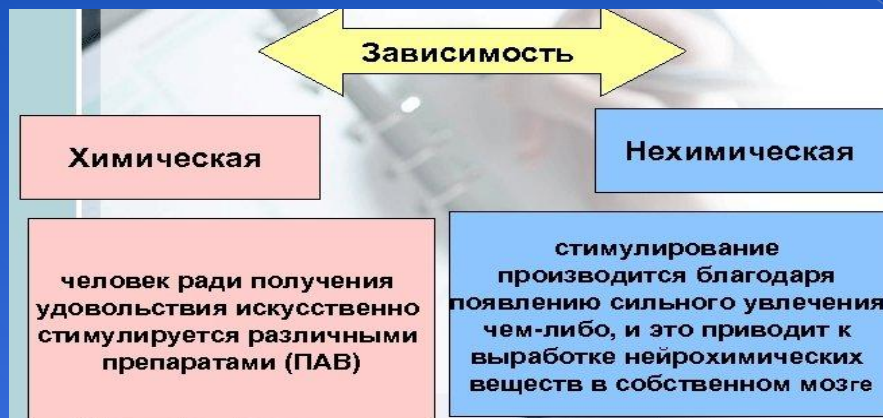 Зависимость
Химическая
Нехимическая
человек ради получения
удовольствия искусственно
стимулируется различными
препаратами (ПАВ)
стимулирование
производится благодаря
появлению сильного увлечения
чем-либо, и это приводит к
выработке нейрохимических
веществ в собственном мозге